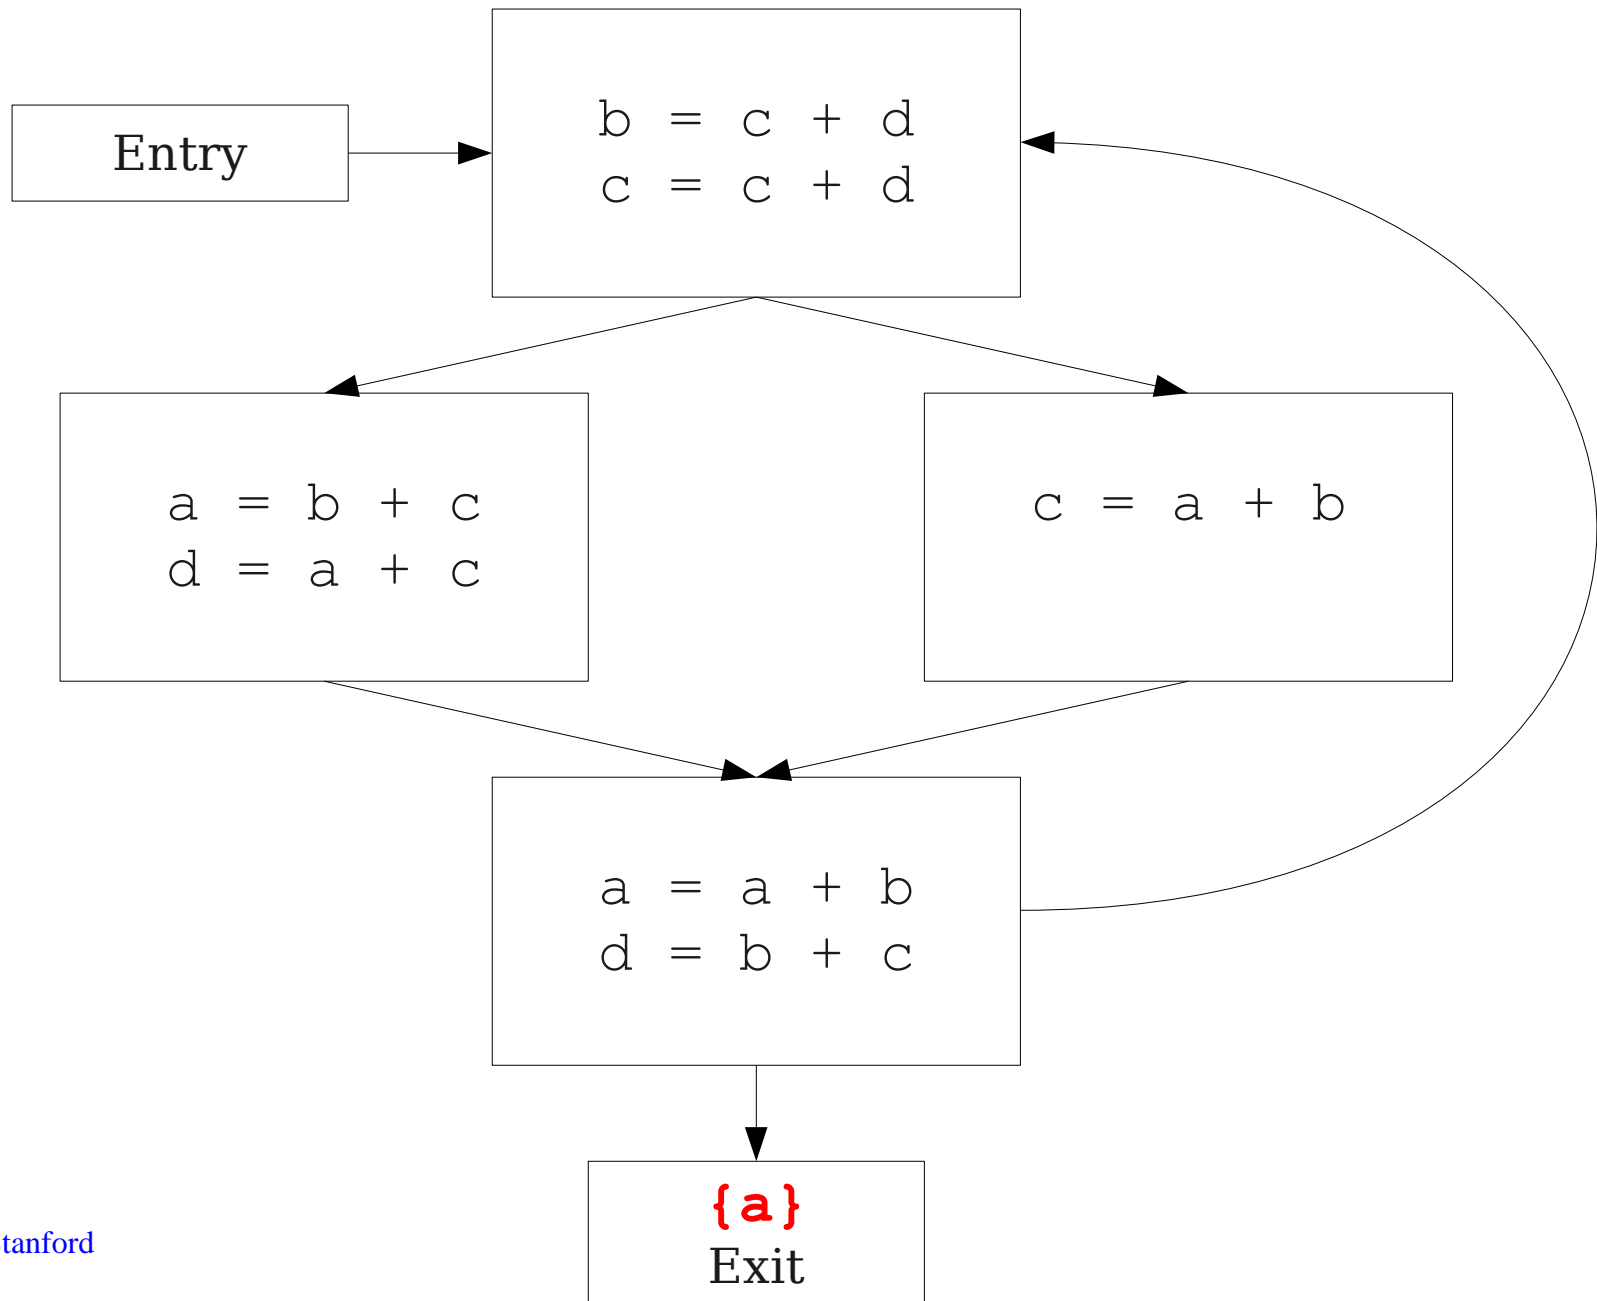 b = c + d
c = c + d
Entry
a = b + c
d = a + c
c = a + b
a = a + b
d = b + c
{a}
Exit
tanford